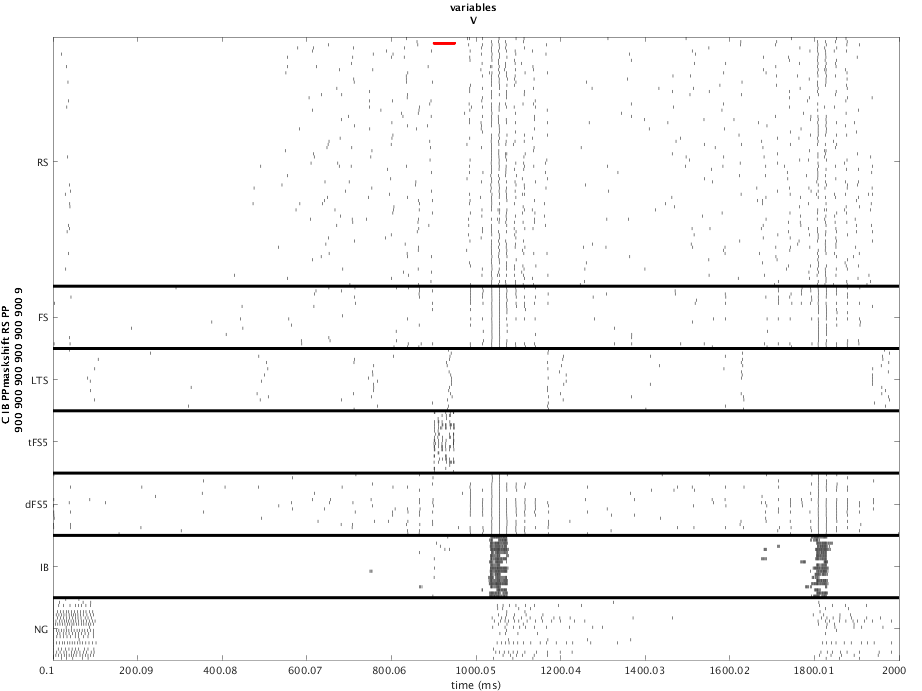 variables
V
RS
FS
LTS
tFS5
dFS5
IB
NG
C IB PPmaskshift RS PP
900 900 900 900 900 900 900 9
0.1 200.09 400.08 600.07 800.06 1000.05 1200.04 1400.03 1600.02 1800.01 2000
time (ms)